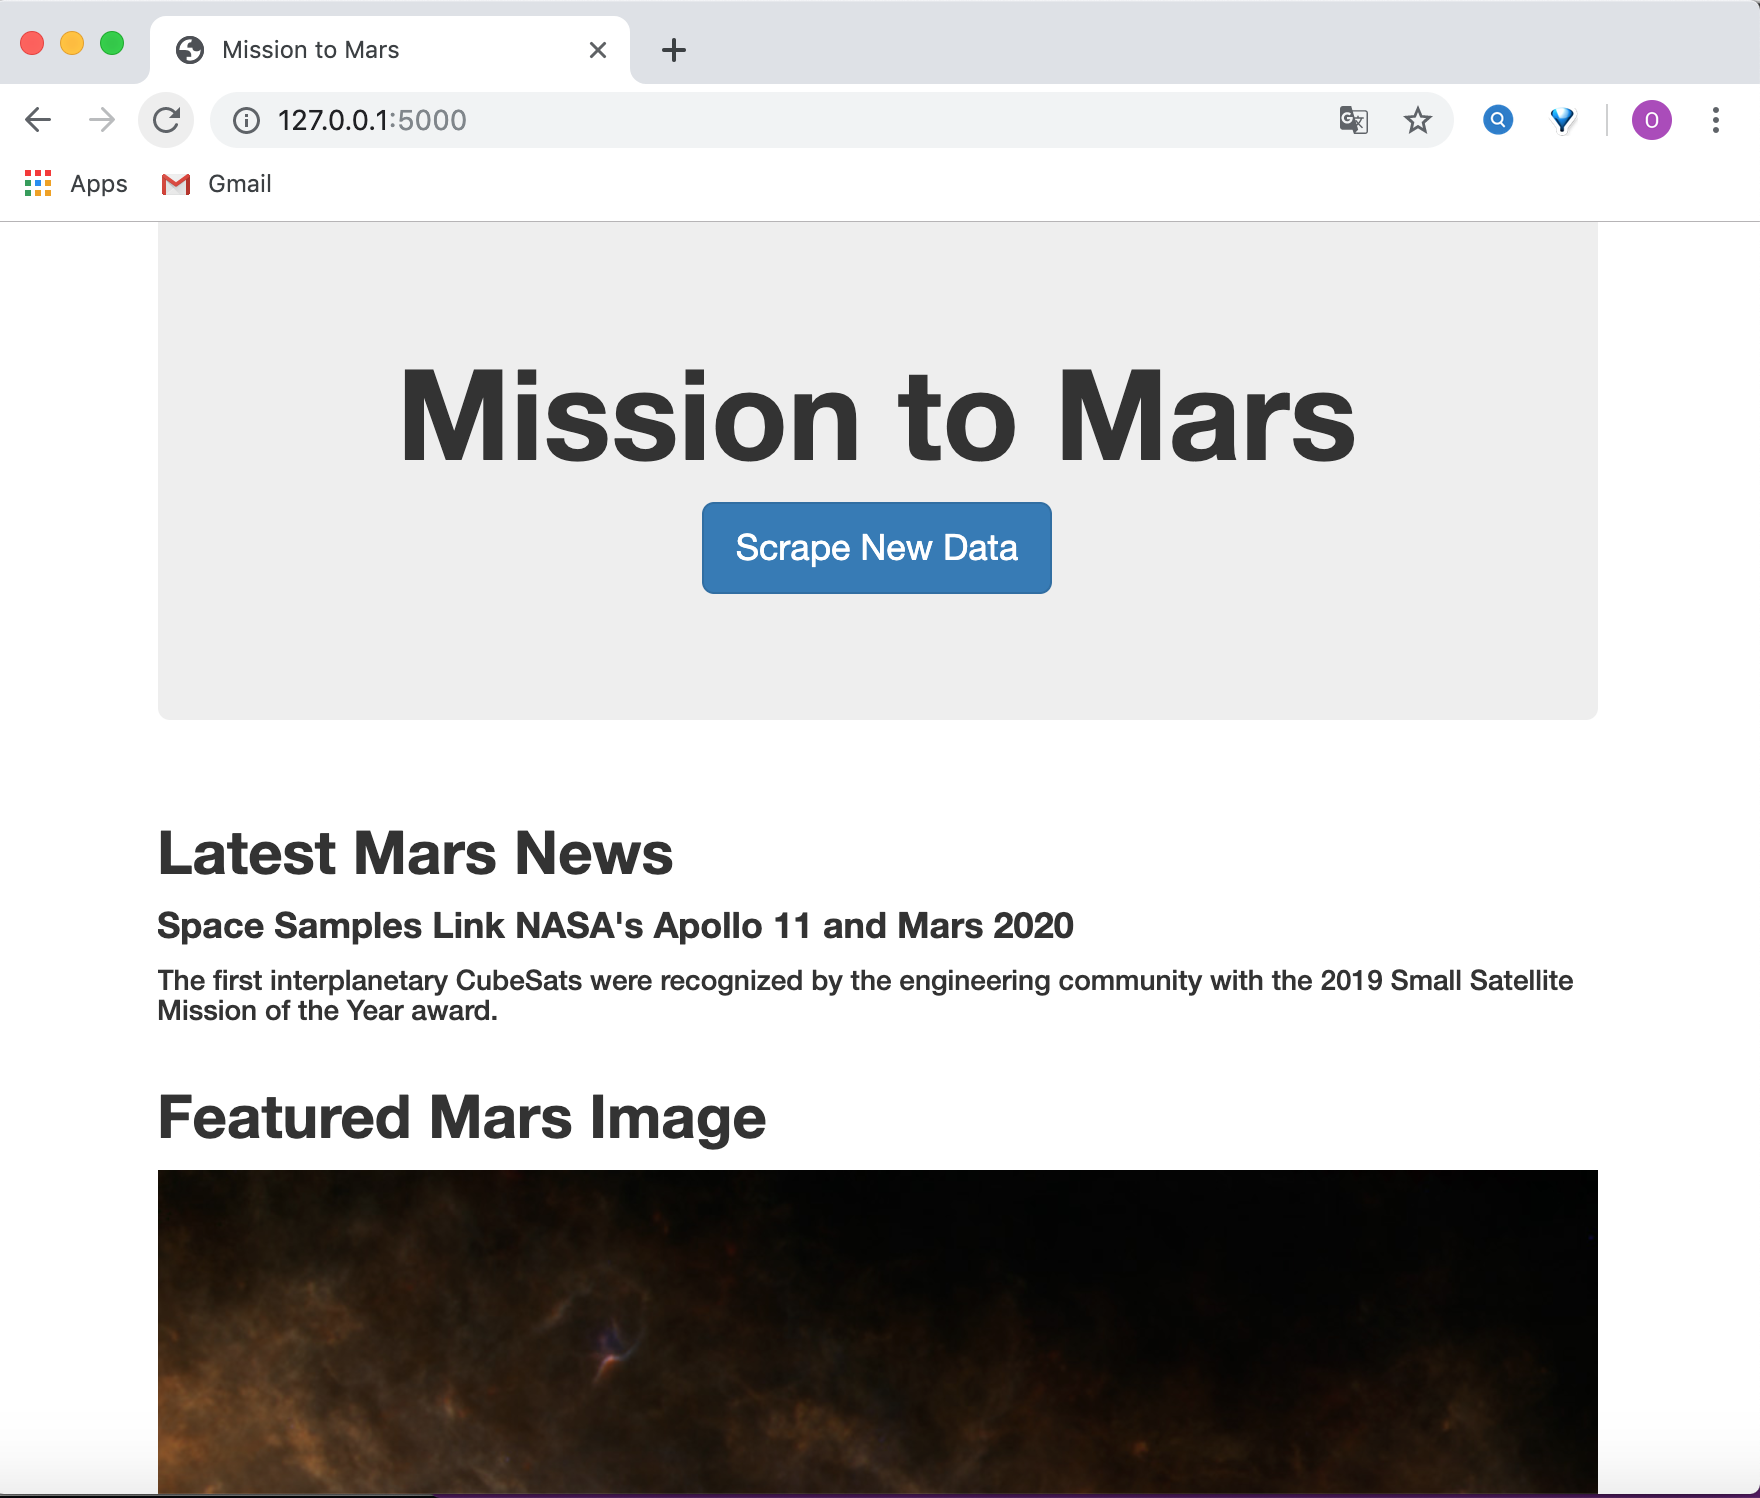 Mission to Mars
127.0.0.1:5000
O
Apps
Gmail
Mission to Mars
Scrape New Data
Latest Mars News
Space Samples Link NASA's Apollo 11 and Mars 2020
The first interplanetary CubeSats were recognized by the engineering community with the 2019 Small Satellite
Mission of the Year award.
Featured Mars Image